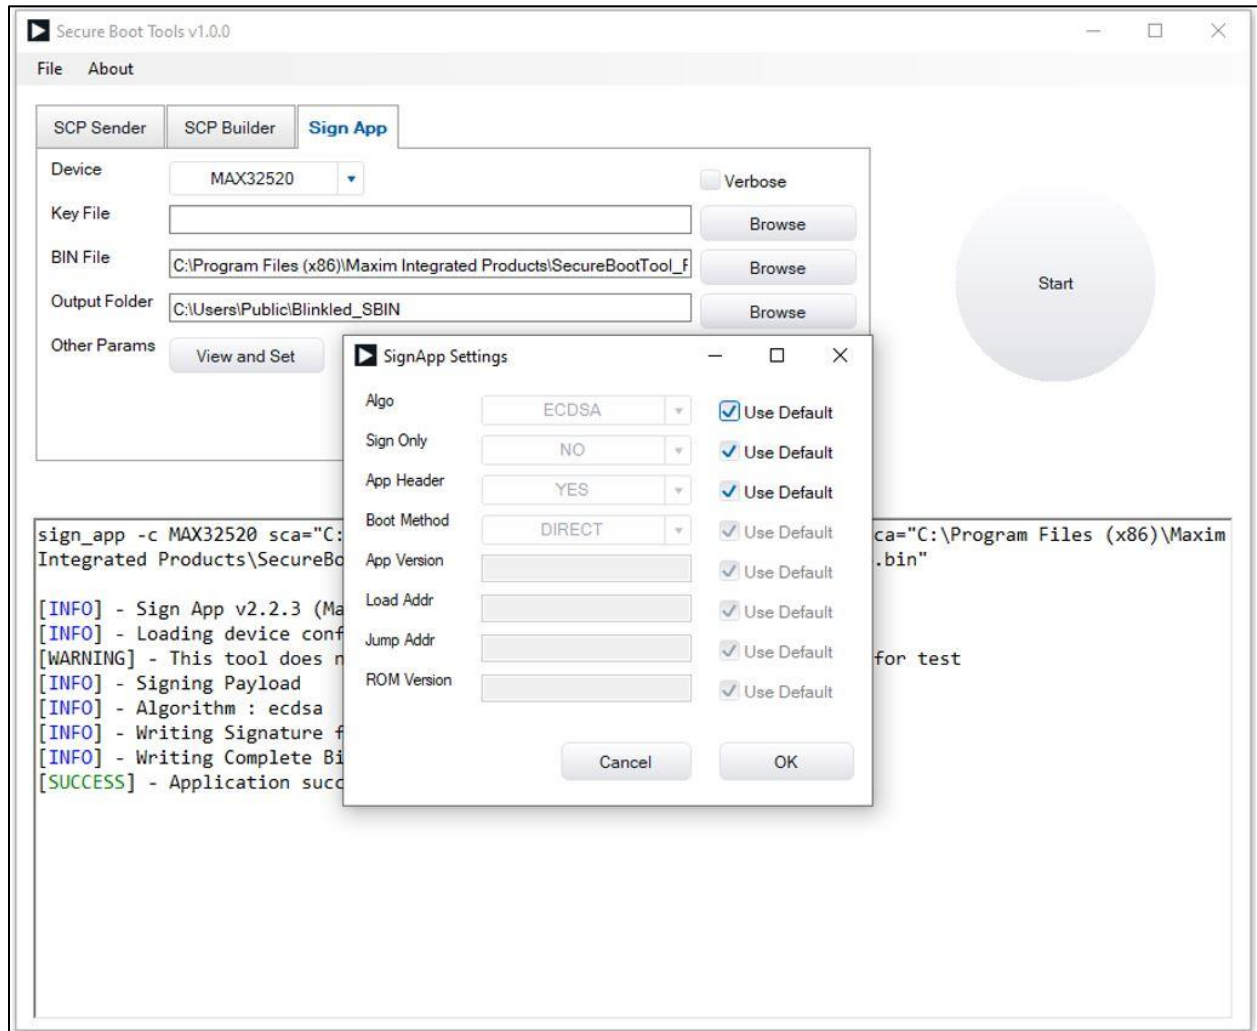 Secure Boot Tools v1.0.0
File About
SCP Sender SCP Builder Sign App
Device MAX32520 Verbose
Key File Browse
BIN File C:\Program Files (x86)\Maxim Integrated Products\SecureBootTool_ Browse
Output Folder C:\Users\Public\Blinkled_SBIN Browse
Other Params View and Set
Start
SignApp Settings
Algo ECDSA Use Default
Sign Only NO Use Default
App Header YES Use Default
Boot Method DIRECT Use Default
App Version Use Default
Load Addr Use Default
Jump Addr Use Default
ROM Version Use Default
Cancel OK
sign_app -c MAX32520 sca="C: ca="C:\Program Files (x86)\Maxim
Integrated Products\SecureBo .bin"
[INFO] - Sign App v2.2.3 (Ma
[INFO] - Loading device conf
[WARNING] - This tool does n for test
[INFO] - Signing Payload
[INFO] - Algorithm : ecdsa
[INFO] - Writing Signature f
[INFO] - Writing Complete Bi
[SUCCESS] - Application succ